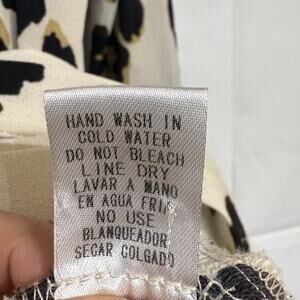 HAND WASH IN
COLD WATER
DO NOT BLEACH
LINE DRY
LAVAR A MANO
EN AGUA FRIA
NO USE
BLANQUEADOR
SECAR COLGADO